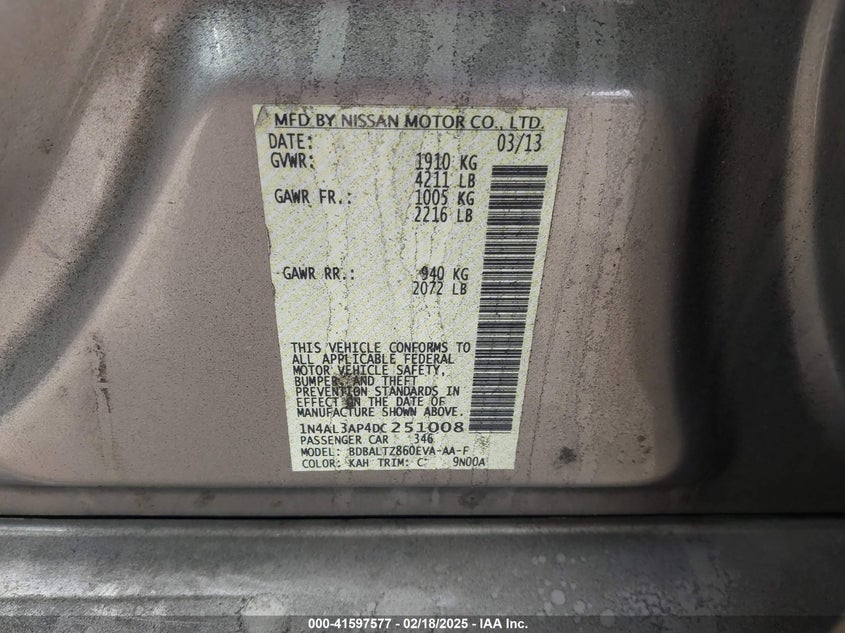 MFD BY NISSAN MOTOR CO., LTD.
DATE: 03/13
GVWR: 1910 KG
4211 LB
GAWR FR.: 1005 KG
2216 LB
GAWR RR.: 940 KG
2072 LB
THIS VEHICLE CONFORMS TO
ALL APPLICABLE FEDERAL
MOTOR VEHICLE SAFETY,
BUMPER, AND THEFT
PREVENTION STANDARDS IN
EFFECT ON THE DATE OF
MANUFACTURE SHOWN ABOVE.
1N4AL3AP4DC251008
PASSENGER CAR 346
MODEL: BDBALTZ860EVA-AA-F
COLOR: KAH TRIM: C 9N00A
000-41597577 — 02/18/2025 — IAA Inc.